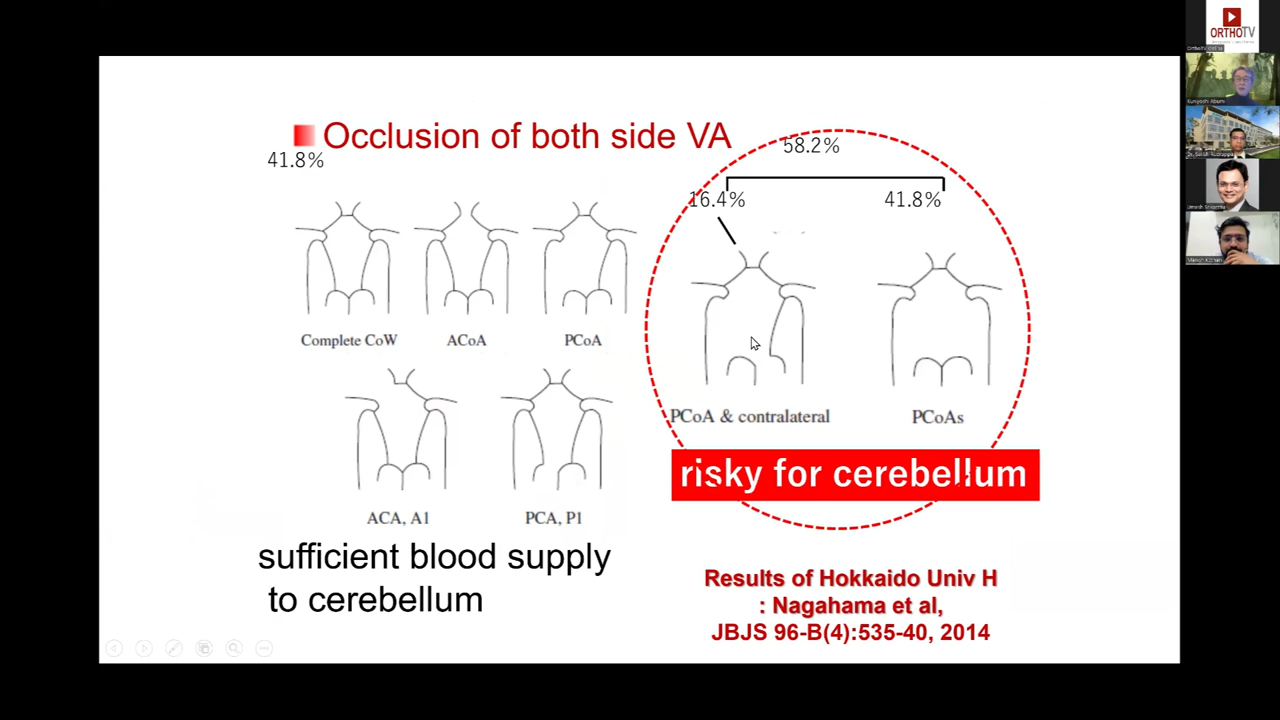 Occlusion of both side VA
41.8%
58.2%
16.4%
41.8%
Complete CoW
ACoA
PCoA
PCoA & contralateral
PCoAs
risky for cerebellum
ACA, A1
PCA, P1
sufficient blood supply
to cerebellum
Results of Hokkaido Univ H
: Nagahama et al,
JBJS 96-B(4):535-40, 2014
ORTHOTV
Kuniyoshi Abumi